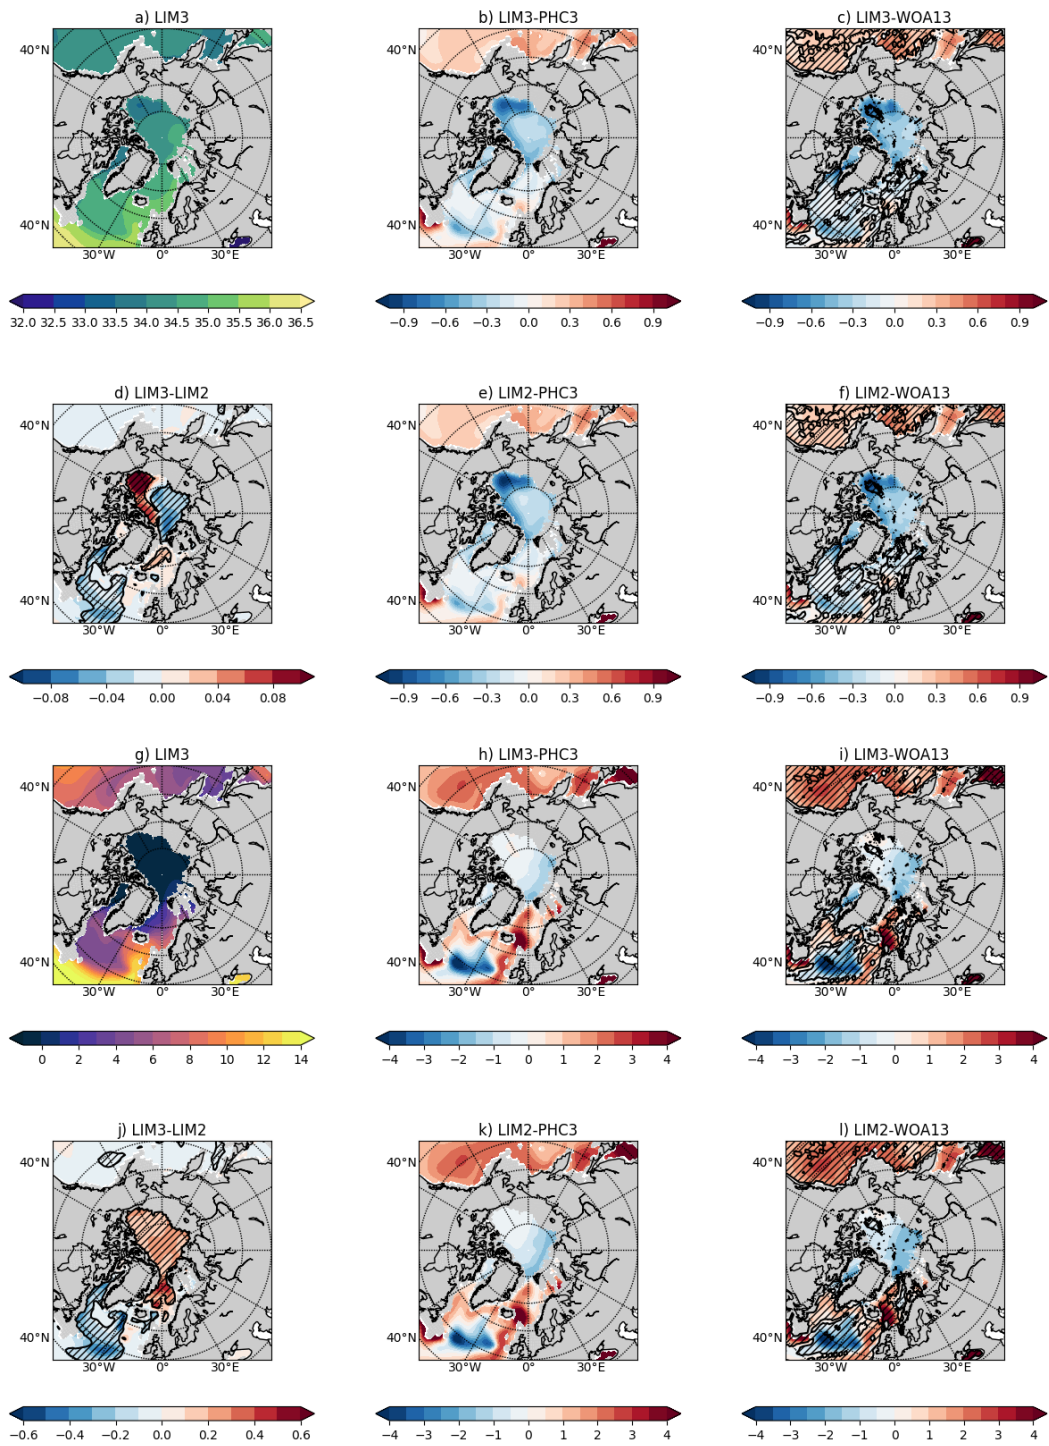 a) LIM3 b) LIM3-PHC3 c) LIM3-WOA13
40°N 40°N 40°N
40°N 40°N 40°N
30°W 0° 30°E 30°W 0° 30°E 30°W 0° 30°E
32.0 32.5 33.0 33.5 34.0 34.5 35.0 35.5 36.0 36.5 −0.9 −0.6 −0.3 0.0 0.3 0.6 0.9 −0.9 −0.6 −0.3 0.0 0.3 0.6 0.9
d) LIM3-LIM2 e) LIM2-PHC3 f) LIM2-WOA13
40°N 40°N 40°N
40°N 40°N 40°N
30°W 0° 30°E 30°W 0° 30°E 30°W 0° 30°E
−0.08 −0.04 0.00 0.04 0.08 −0.9 −0.6 −0.3 0.0 0.3 0.6 0.9 −0.9 −0.6 −0.3 0.0 0.3 0.6 0.9
g) LIM3 h) LIM3-PHC3 i) LIM3-WOA13
40°N 40°N 40°N
40°N 40°N 40°N
30°W 0° 30°E 30°W 0° 30°E 30°W 0° 30°E
0 2 4 6 8 10 12 14 −4 −3 −2 −1 0 1 2 3 4 −4 −3 −2 −1 0 1 2 3 4
j) LIM3-LIM2 k) LIM2-PHC3 l) LIM2-WOA13
40°N 40°N 40°N
40°N 40°N 40°N
30°W 0° 30°E 30°W 0° 30°E 30°W 0° 30°E
−0.6 −0.4 −0.2 0.0 0.2 0.4 0.6 −4 −3 −2 −1 0 1 2 3 4 −4 −3 −2 −1 0 1 2 3 4